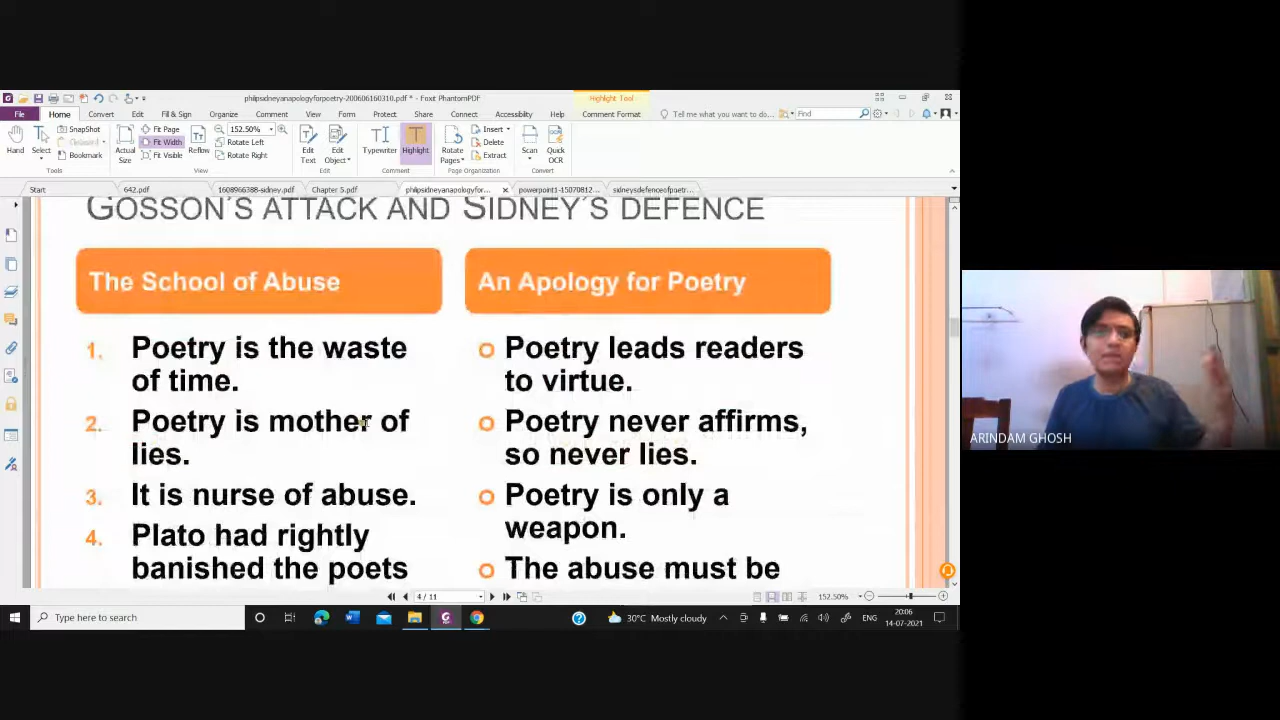 philipsidneyanapologyforpoetry-200606160310.pdf * - Foxit PhantomPDF
Highlight Tool
File Home Convert Edit Fill & Sign Organize Comment View Form Protect Share Connect Accessibility Help Comment Format Tell me what you want to do... Find
Hand
Select
SnapShot
Clipboard
Bookmark
Tools
Actual Size
Fit Page
Fit Width
Fit Visible
Reflow
152.50%
Rotate Left
Rotate Right
View
Edit Text
Edit Object
Edit
Typewriter
Highlight
Comment
Rotate Pages
Insert
Delete
Extract
Page Organization
Scan
Quick OCR
Convert
Start 642.pdf 1608966388-sidney.pdf Chapter 5.pdf philipsidneyanapologyfor... powerpoint1-15070812... sidneysdefenceofpoetr...
GOSSON'S ATTACK AND SIDNEY'S DEFENCE
The School of Abuse
1. Poetry is the waste
of time.
2. Poetry is mother of
lies.
3. It is nurse of abuse.
4. Plato had rightly
banished the poets
An Apology for Poetry
Poetry leads readers
to virtue.
Poetry never affirms,
so never lies.
Poetry is only a
weapon.
The abuse must be
ARINDAM GHOSH
4 / 11
152.50%
Type here to search
30°C Mostly cloudy
ENG
20:06
14-07-2021